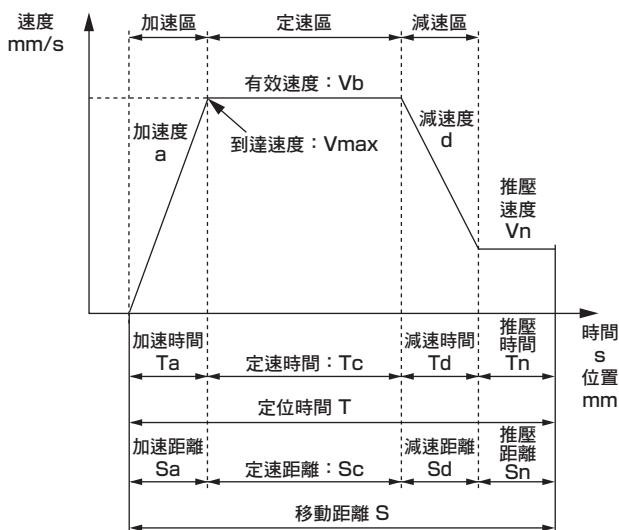 速度
mm/s
加速區
定速區
減速區
有效速度：Vb
加速度
a
到達速度：Vmax
減速度
d
推壓
速度
Vn
加速時間
Ta
定速時間：Tc
減速時間
Td
推壓
時間
Tn
時間
s
位置
mm
定位時間 T
加速距離
Sa
定速距離：Sc
減速距離
Sd
推壓
距離
Sn
移動距離 S